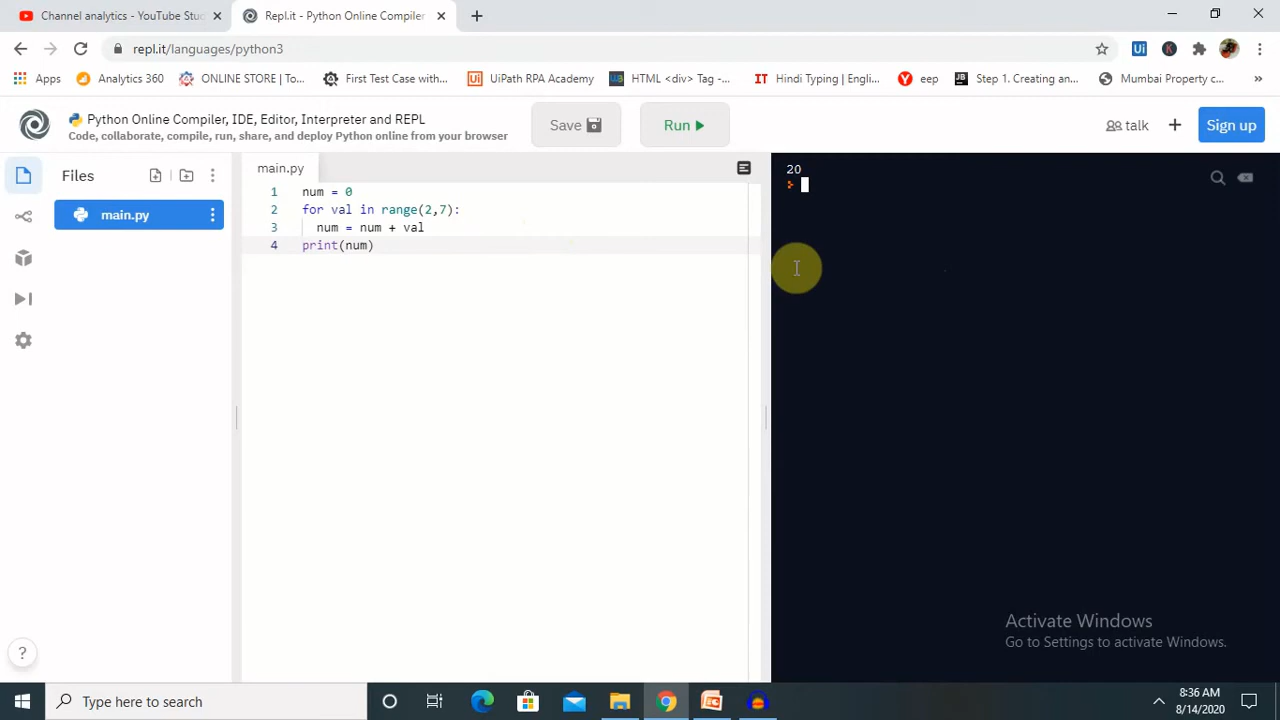 Channel analytics - YouTube Stu
Repl.it - Python Online Compiler
repl.it/languages/python3
Apps
Analytics 360
ONLINE STORE | To...
First Test Case with...
UiPath RPA Academy
HTML <div> Tag -...
Hindi Typing | Engli...
eep
Step 1. Creating an...
Mumbai Property c...
Python Online Compiler, IDE, Editor, Interpreter and REPL
Code, collaborate, compile, run, share, and deploy Python online from your browser
Save
Run
talk
Sign up
Files
main.py
main.py
1 num = 0
2 for val in range(2,7):
3 num = num + val
4 print(num)
20
Activate Windows
Go to Settings to activate Windows.
Type here to search
8:36 AM
8/14/2020